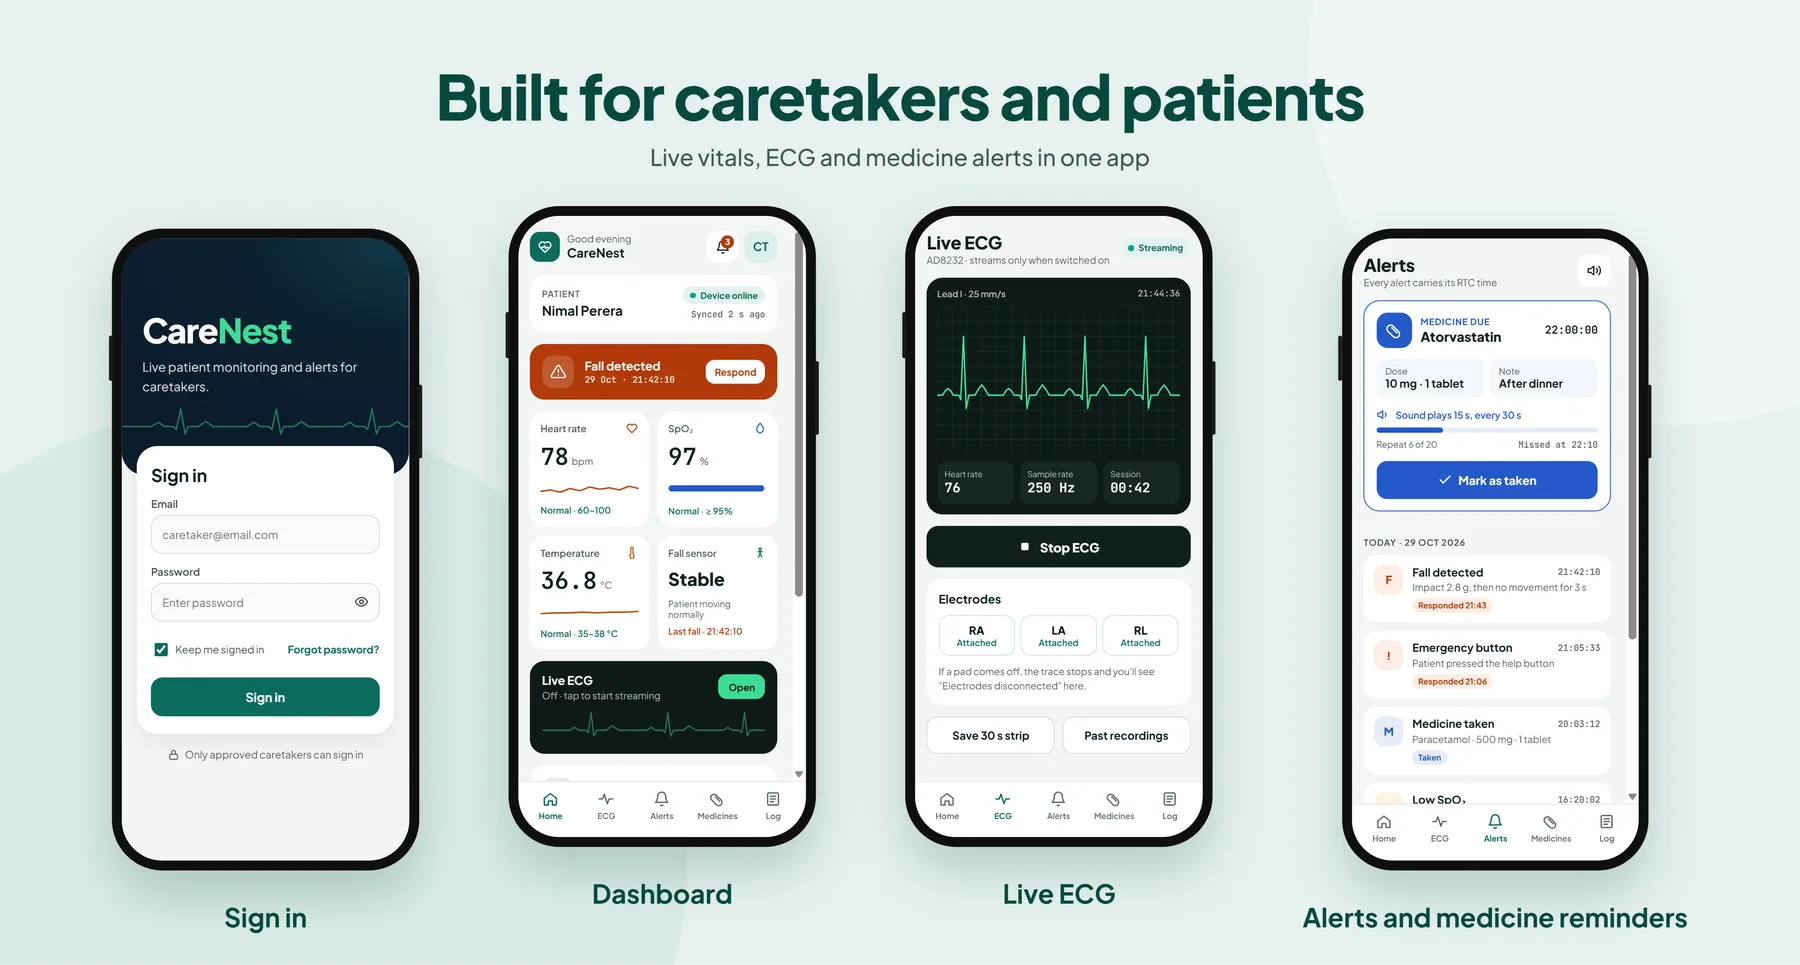 Built for caretakers and patients
Live vitals, ECG and medicine alerts in one app
CareNest
Live patient monitoring and alerts for
caretakers.
Sign in
Email
caretaker@email.com
Password
Enter password
Keep me signed in Forgot password?
Sign in
Only approved caretakers can sign in
Sign in
Good evening
CareNest
3
CT
PATIENT
Nimal Perera
Device online
Synced 2 s ago
Fall detected
29 Oct · 21:42:10
Respond
Heart rate
78 bpm
Normal · 60–100
SpO₂
97 %
Normal · ≥ 95%
Temperature
36.8 °C
Normal · 35–38 °C
Fall sensor
Stable
Patient moving
normally
Last fall · 21:42:10
Live ECG
Off · tap to start streaming
Open
Home ECG Alerts Medicines Log
Dashboard
Live ECG
AD8232 · streams only when switched on
Streaming
Lead I · 25 mm/s 21:44:36
Heart rate
76
Sample rate
250 Hz
Session
00:42
Stop ECG
Electrodes
RA
Attached
LA
Attached
RL
Attached
If a pad comes off, the trace stops and you'll see
"Electrodes disconnected" here.
Save 30 s strip Past recordings
Home ECG Alerts Medicines Log
Live ECG
Alerts
Every alert carries its RTC time
MEDICINE DUE
Atorvastatin
22:00:00
Dose
10 mg · 1 tablet
Note
After dinner
Sound plays 15 s, every 30 s
Repeat 6 of 20 Missed at 22:10
Mark as taken
TODAY · 29 OCT 2026
F
Fall detected 21:42:10
Impact 2.8 g, then no movement for 3 s
Responded 21:43
!
Emergency button 21:05:33
Patient pressed the help button
Responded 21:06
M
Medicine taken 20:03:12
Paracetamol · 500 mg · 1 tablet
Taken
Low SpO₂ 16:20:02
Home ECG Alerts Medicines Log
Alerts and medicine reminders